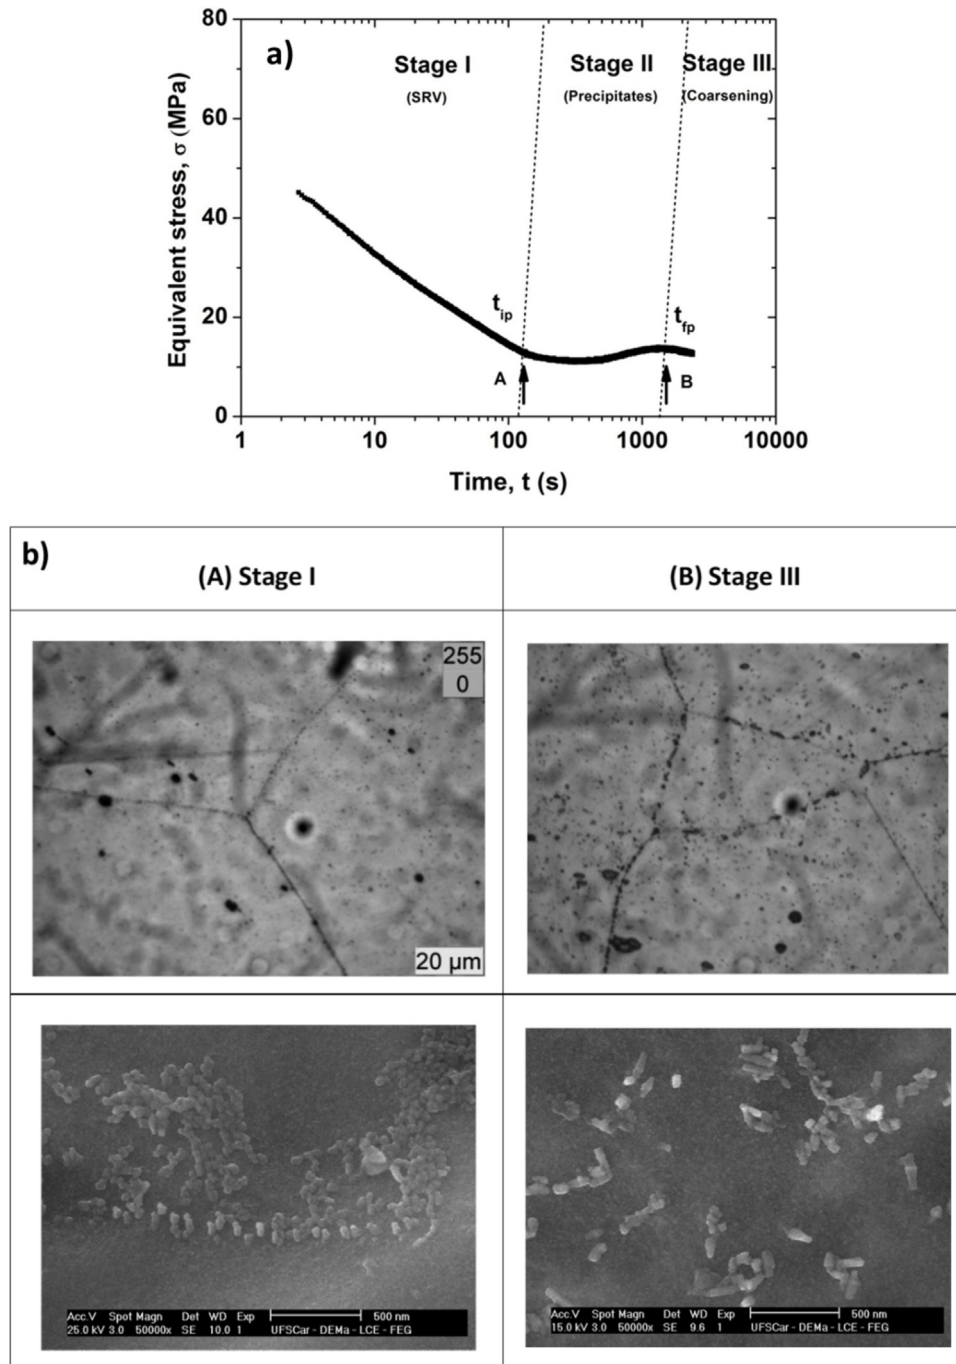 a)
Stage I
(SRV)
Stage II
(Precipitates)
Stage III
(Coarsening)
80
60
40
20
0
Equivalent stress, σ (MPa)
t_ip
t_fp
A
B
1
10
100
1000
10000
Time, t (s)
b)
(A) Stage I
(B) Stage III
255
0
20 µm
Acc.V Spot Magn Det WD Exp
500 nm
25.0 kV 3.0 50000x SE 10.0 1
UFSCar - DEMa - LCE - FEG
Acc.V Spot Magn Det WD Exp
500 nm
15.0 kV 3.0 50000x SE 9.6 1
UFSCar - DEMa - LCE - FEG